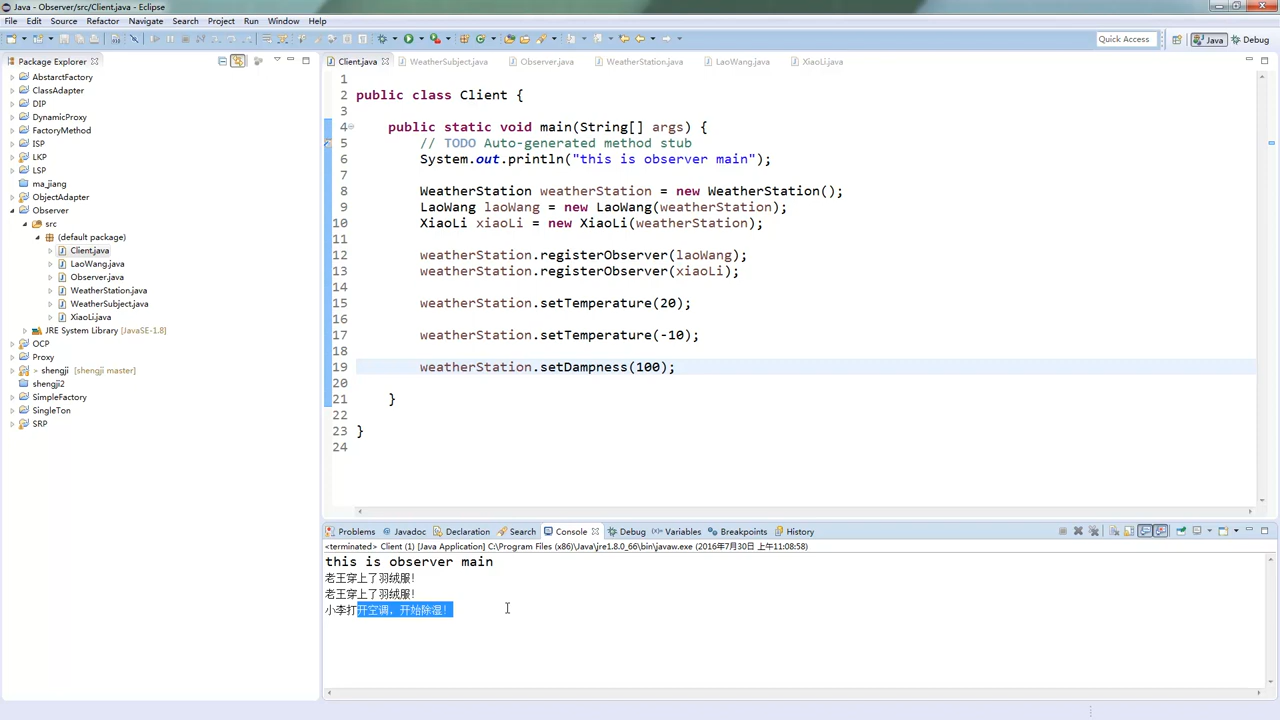 Java - Observer/src/Client.java - Eclipse
File Edit Source Refactor Navigate Search Project Run Window Help
Quick Access Java Debug
Package Explorer
AbstarctFactory
ClassAdapter
DIP
DynamicProxy
FactoryMethod
ISP
LKP
LSP
ma_jiang
ObjectAdapter
Observer
src
(default package)
Client.java
LaoWang.java
Observer.java
WeatherStation.java
WeatherSubject.java
XiaoLi.java
JRE System Library [JavaSE-1.8]
OCP
Proxy
> shengji [shengji master]
shengji2
SimpleFactory
SingleTon
SRP
Client.java WeatherSubject.java Observer.java WeatherStation.java LaoWang.java XiaoLi.java
1
2 public class Client {
3
4 public static void main(String[] args) {
5 // TODO Auto-generated method stub
6 System.out.println("this is observer main");
7
8 WeatherStation weatherStation = new WeatherStation();
9 LaoWang laoWang = new LaoWang(weatherStation);
10 XiaoLi xiaoLi = new XiaoLi(weatherStation);
11
12 weatherStation.registerObserver(laoWang);
13 weatherStation.registerObserver(xiaoLi);
14
15 weatherStation.setTemperature(20);
16
17 weatherStation.setTemperature(-10);
18
19 weatherStation.setDampness(100);
20
21 }
22
23 }
24
Problems @ Javadoc Declaration Search Console Debug (x)= Variables Breakpoints History
<terminated> Client (1) [Java Application] C:\Program Files (x86)\Java\jre1.8.0_66\bin\javaw.exe (2016年7月30日 上午11:08:58)
this is observer main
老王穿上了羽绒服!
老王穿上了羽绒服!
小李打开空调，开始除湿!